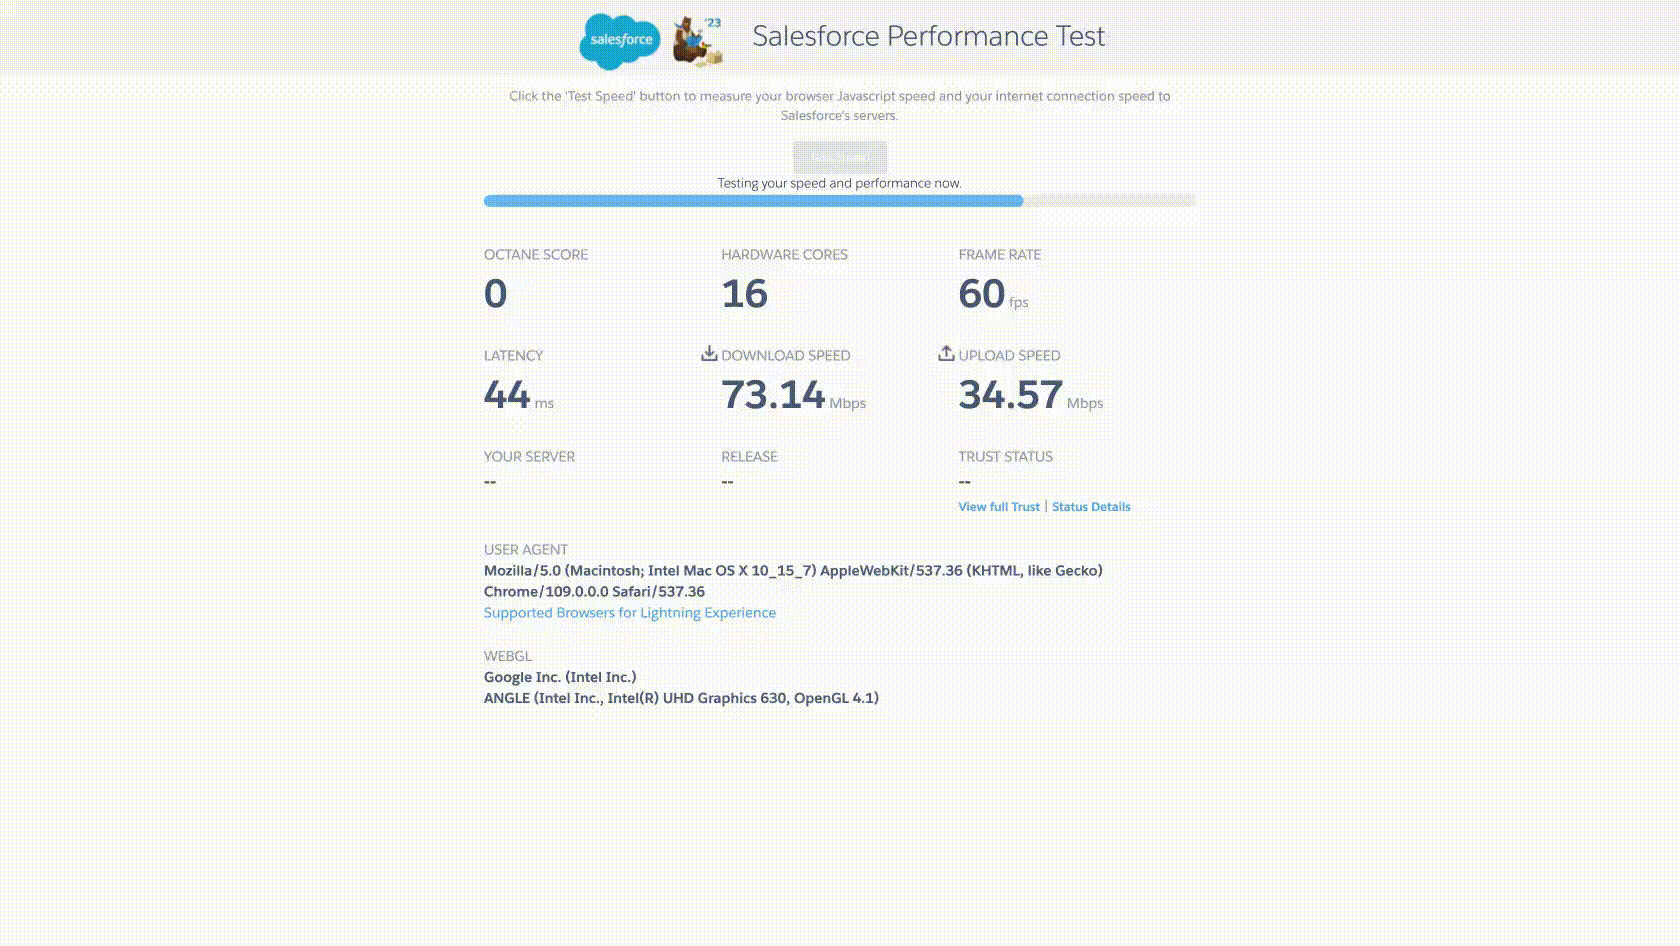 salesforce
'23
Salesforce Performance Test
Click the 'Test Speed' button to measure your browser Javascript speed and your internet connection speed to
Salesforce's servers.
Test Speed
Testing your speed and performance now.
OCTANE SCORE
HARDWARE CORES
FRAME RATE
0
16
60 fps
LATENCY
DOWNLOAD SPEED
UPLOAD SPEED
44 ms
73.14 Mbps
34.57 Mbps
YOUR SERVER
RELEASE
TRUST STATUS
--
--
--
View full Trust | Status Details
USER AGENT
Mozilla/5.0 (Macintosh; Intel Mac OS X 10_15_7) AppleWebKit/537.36 (KHTML, like Gecko)
Chrome/109.0.0.0 Safari/537.36
Supported Browsers for Lightning Experience
WEBGL
Google Inc. (Intel Inc.)
ANGLE (Intel Inc., Intel(R) UHD Graphics 630, OpenGL 4.1)